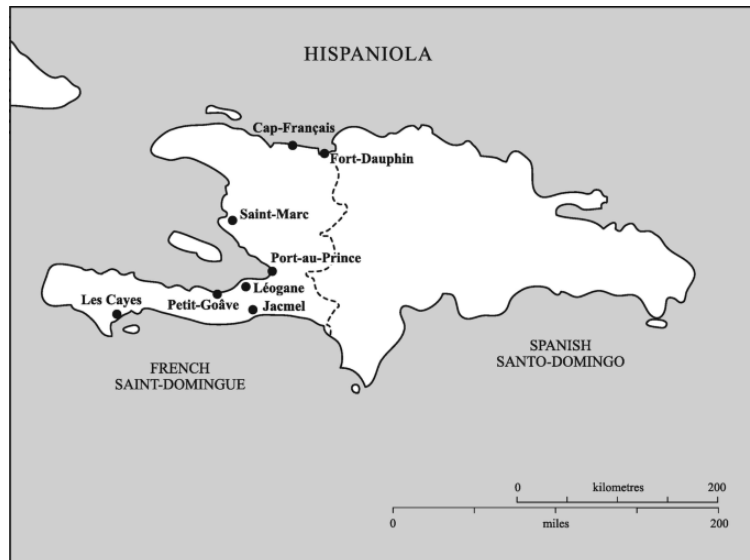 HISPANIOLA
Cap-Français
Fort-Dauphin
Saint-Marc
Port-au-Prince
Léogane
Les Cayes
Petit-Goâve
Jacmel
FRENCH
SAINT-DOMINGUE
SPANISH
SANTO-DOMINGO
0 kilometres 200
0 miles 200